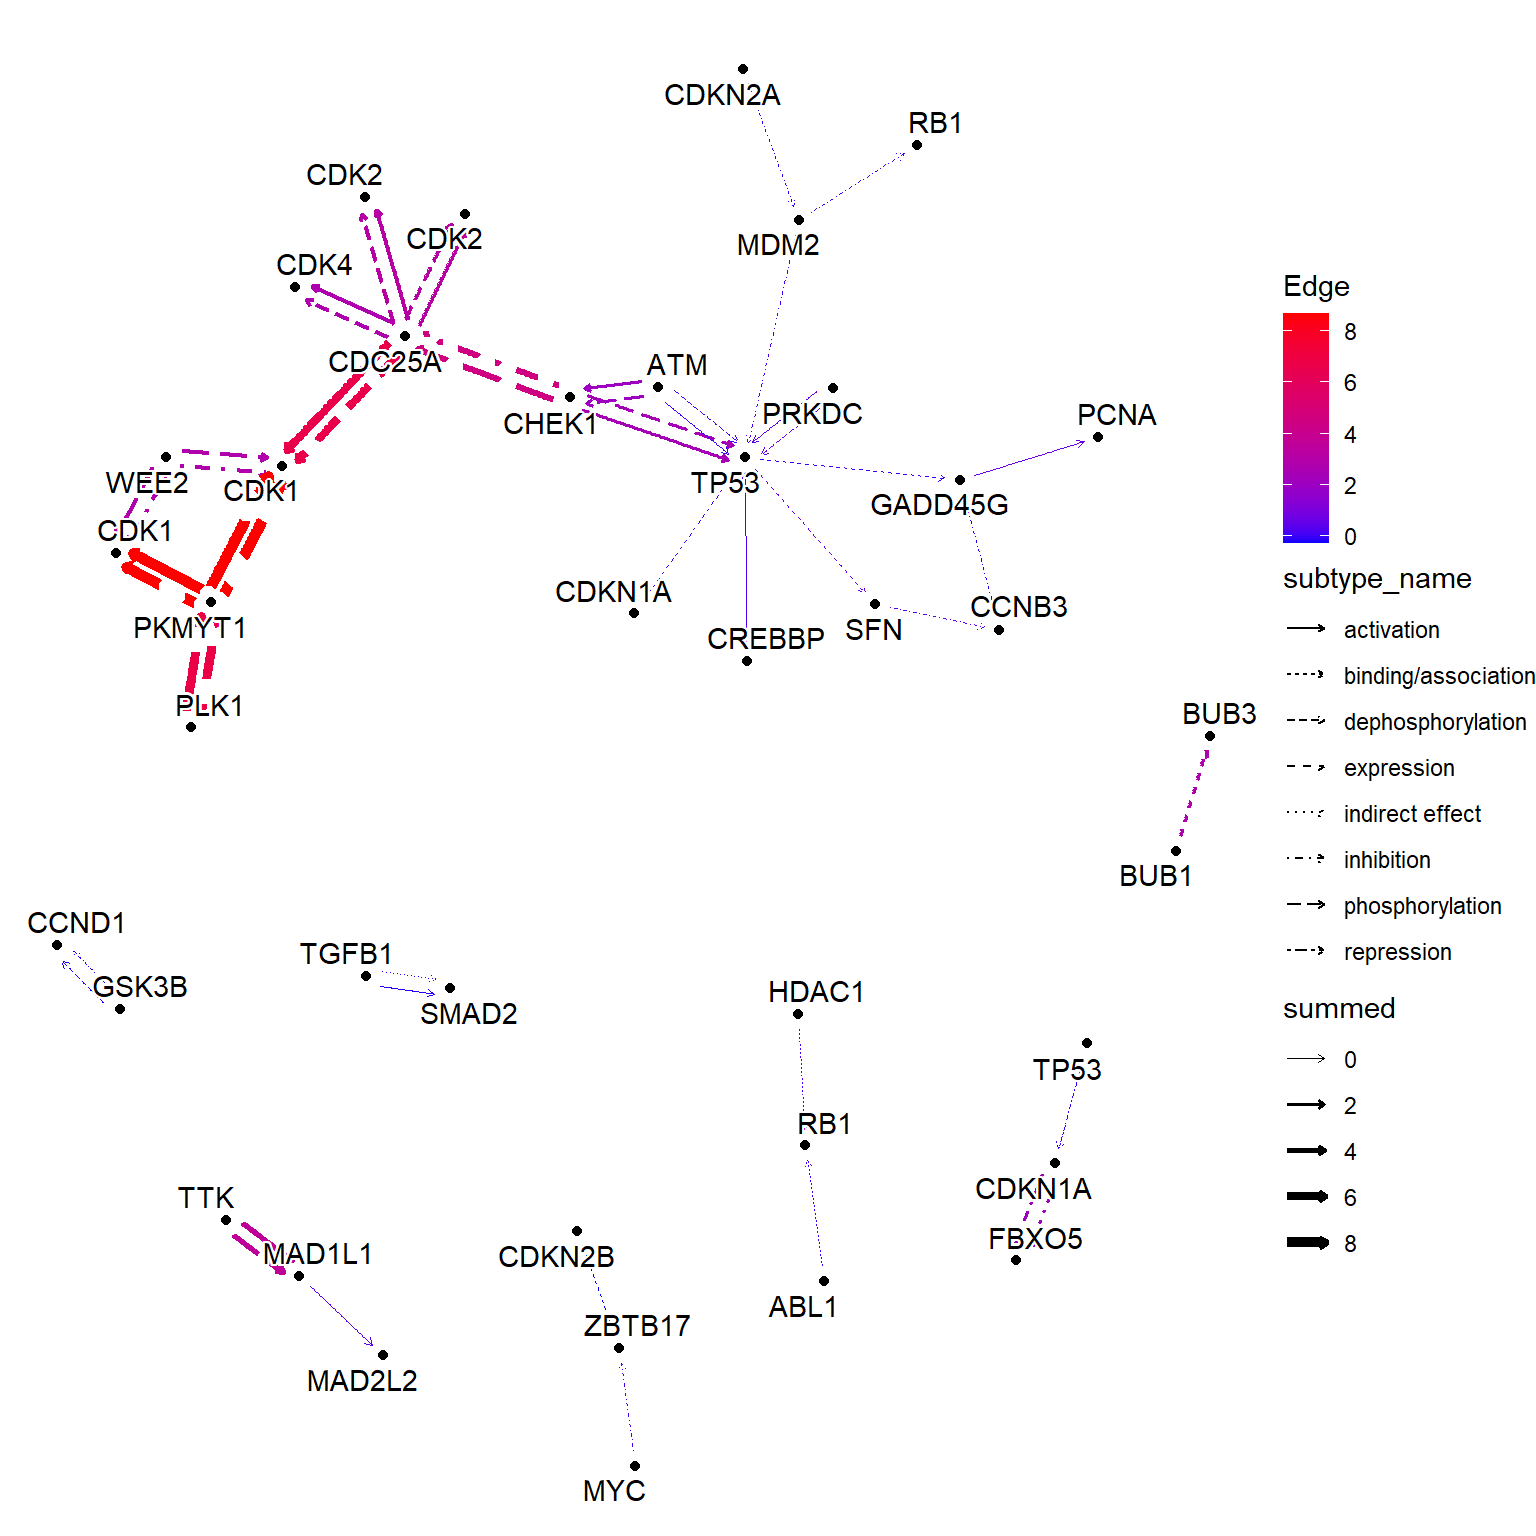 CDKN2A
RB1
CDK2
CDK2
MDM2
CDK4
Edge
8
CDC25A
ATM
6
PRKDC
PCNA
CHEK1
4
WEE2
TP53
CDK1
2
GADD45G
CDK1
0
subtype_name
CDKN1A
CCNB3
PKMYT1
CREBBP
SFN
activation
binding/association
PLK1
BUB3
dephosphorylation
expression
indirect effect
inhibition
BUB1
phosphorylation
CCND1
repression
TGFB1
GSK3B
HDAC1
SMAD2
summed
TP53
0
2
RB1
4
TTK
CDKN1A
6
MAD1L1
CDKN2B
FBXO5
8
ABL1
ZBTB17
MAD2L2
MYC